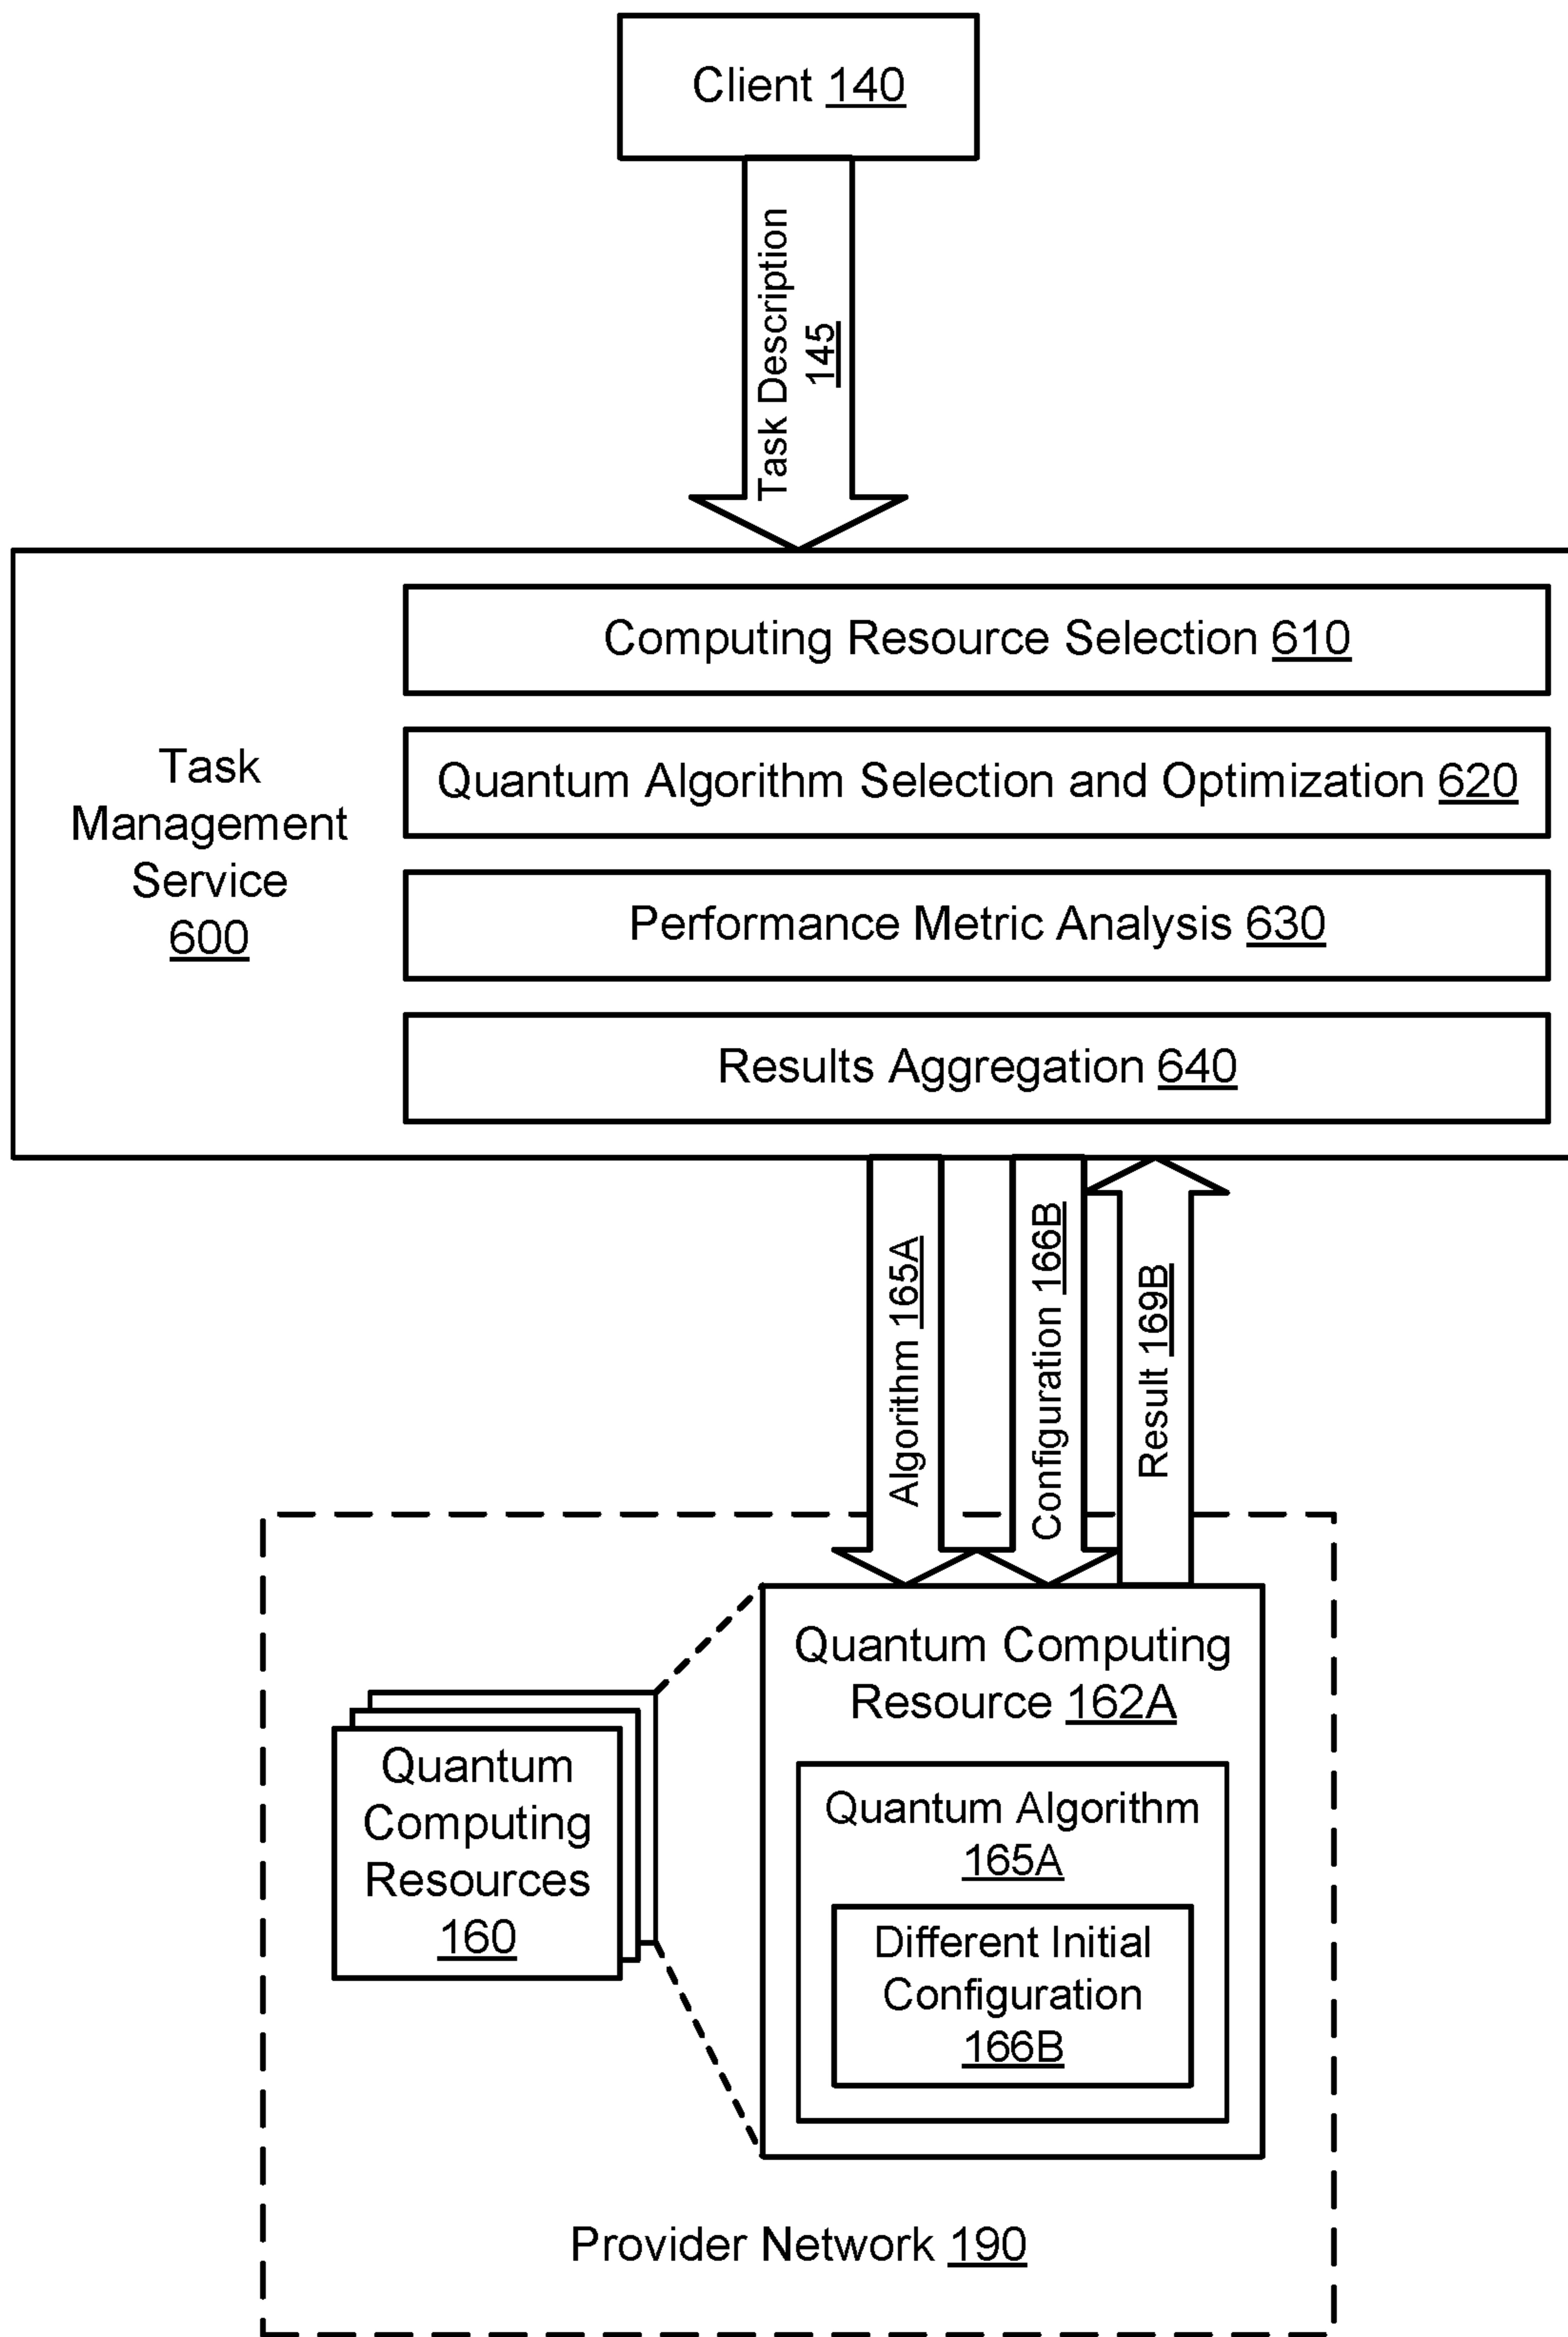 Client 140
Task Description
145
Task
Management
Service
600
Computing Resource Selection 610
Quantum Algorithm Selection and Optimization 620
Performance Metric Analysis 630
Results Aggregation 640
Algorithm 165A
Configuration 166B
Result 169B
Quantum
Computing
Resources
160
Quantum Computing
Resource 162A
Quantum Algorithm
165A
Different Initial
Configuration
166B
Provider Network 190